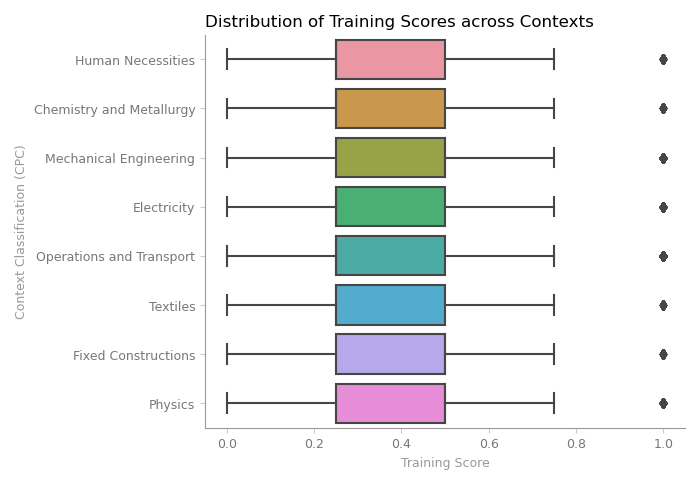 Distribution of Training Scores across Contexts
Human Necessities
Chemistry and Metallurgy
Mechanical Engineering
Electricity
Operations and Transport
Textiles
Fixed Constructions
Physics
Context Classification (CPC)
0.0 0.2 0.4 0.6 0.8 1.0
Training Score